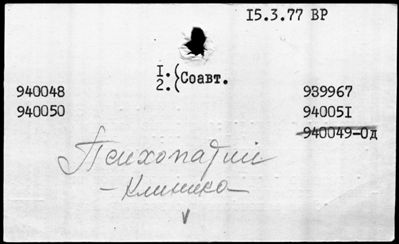 15.3.77 ВР
1.
2. {Соавт.
940048 939967
940050 940051
940049-Од
Психопатии
-Клиника-
V